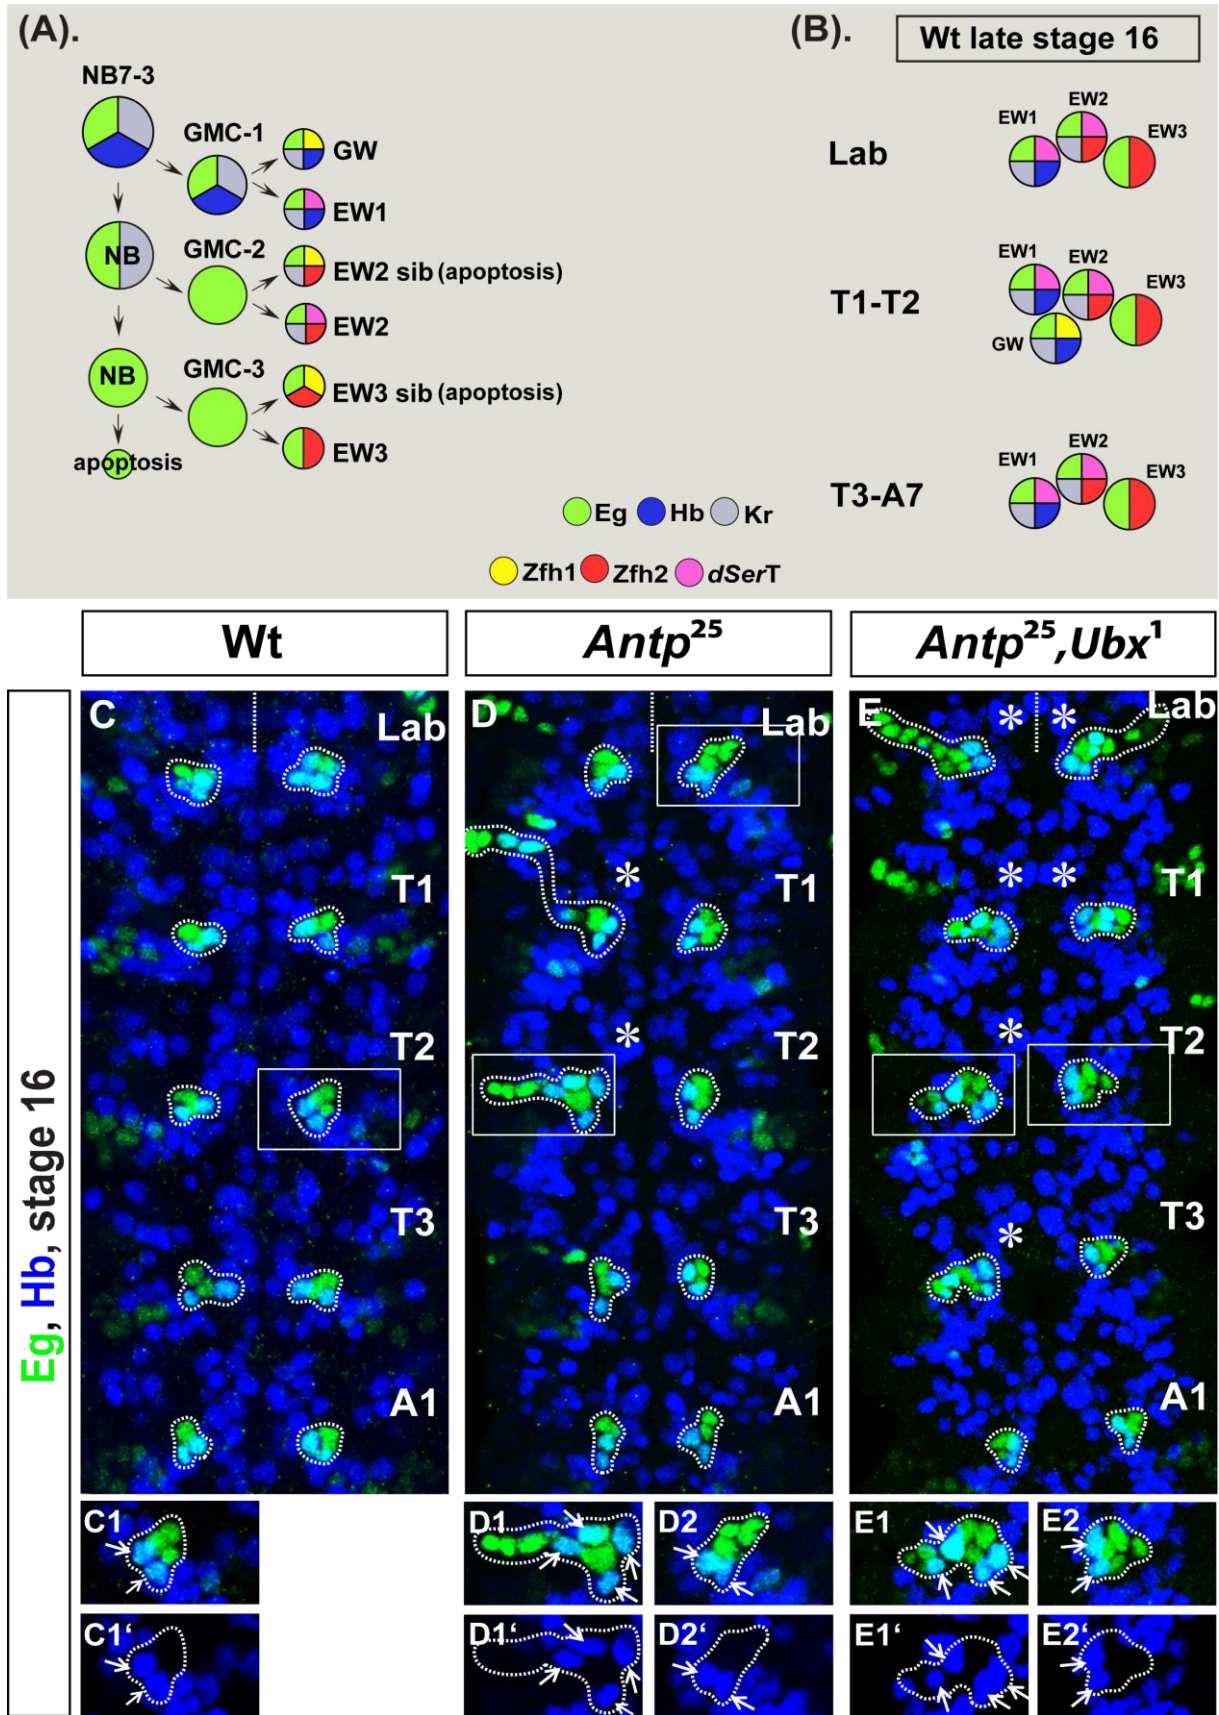 (A).
NB7-3
GMC-1
GW
EW1
NB
GMC-2
EW2 sib (apoptosis)
EW2
NB
GMC-3
EW3 sib (apoptosis)
EW3
apoptosis
Eg Hb Kr
Zfh1 Zfh2 dSerT
(B).
Wt late stage 16
Lab
EW1
EW2
EW3
T1-T2
EW1
EW2
EW3
GW
T3-A7
EW1
EW2
EW3
Wt
Antp²⁵
Antp²⁵,Ubx¹
Eg, Hb, stage 16
C
Lab
T1
T2
T3
A1
D
Lab
*
T1
*
T2
T3
A1
E
Lab
* *
* *
T1
*
T2
*
T3
A1
C1
D1
D2
E1
E2
C1‘
D1‘
D2‘
E1‘
E2‘